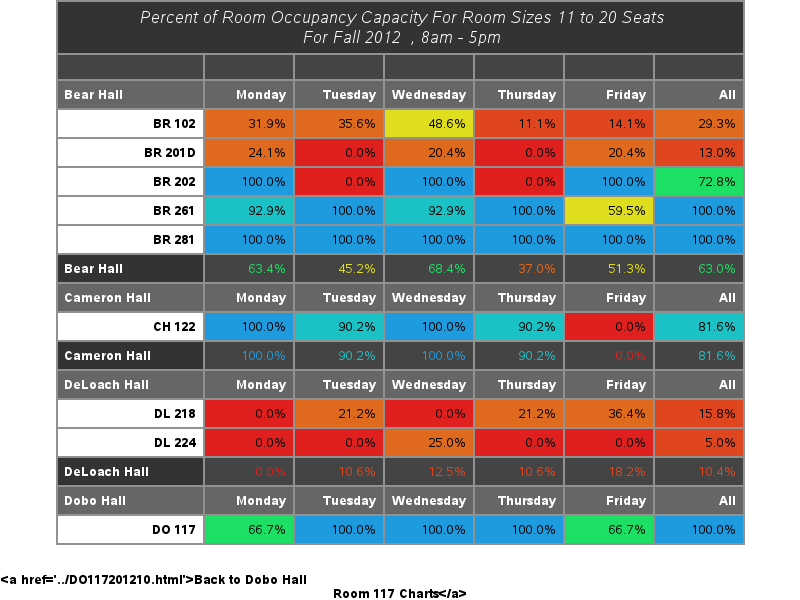 Percent of Room Occupancy Capacity For Room Sizes 11 to 20 Seats
For Fall 2012 , 8am - 5pm
Bear Hall Monday Tuesday Wednesday Thursday Friday All
BR 102 31.9% 35.6% 48.6% 11.1% 14.1% 29.3%
BR 201D 24.1% 0.0% 20.4% 0.0% 20.4% 13.0%
BR 202 100.0% 0.0% 100.0% 0.0% 100.0% 72.8%
BR 261 92.9% 100.0% 92.9% 100.0% 59.5% 100.0%
BR 281 100.0% 100.0% 100.0% 100.0% 100.0% 100.0%
Bear Hall 63.4% 45.2% 68.4% 37.0% 51.3% 63.0%
Cameron Hall Monday Tuesday Wednesday Thursday Friday All
CH 122 100.0% 90.2% 100.0% 90.2% 0.0% 81.6%
Cameron Hall 100.0% 90.2% 100.0% 90.2% 0.0% 81.6%
DeLoach Hall Monday Tuesday Wednesday Thursday Friday All
DL 218 0.0% 21.2% 0.0% 21.2% 36.4% 15.8%
DL 224 0.0% 0.0% 25.0% 0.0% 0.0% 5.0%
DeLoach Hall 0.0% 10.6% 12.5% 10.6% 18.2% 10.4%
Dobo Hall Monday Tuesday Wednesday Thursday Friday All
DO 117 66.7% 100.0% 100.0% 100.0% 66.7% 100.0%
<a href='../DO117201210.html'>Back to Dobo Hall
Room 117 Charts</a>